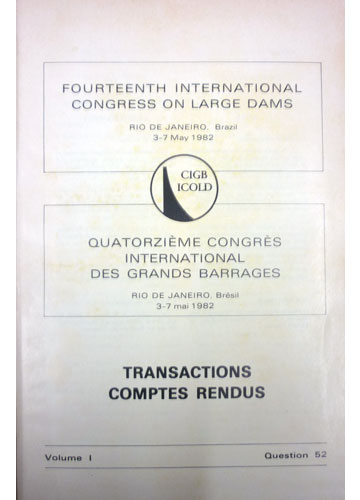 FOURTEENTH INTERNATIONAL
CONGRESS ON LARGE DAMS
RIO DE JANEIRO, Brazil
3-7 May 1982
CIGB
ICOLD
QUATORZIÈME CONGRÈS
INTERNATIONAL
DES GRANDS BARRAGES
RIO DE JANEIRO, Brésil
3-7 mai 1982
TRANSACTIONS
COMPTES RENDUS
Volume I Question 52